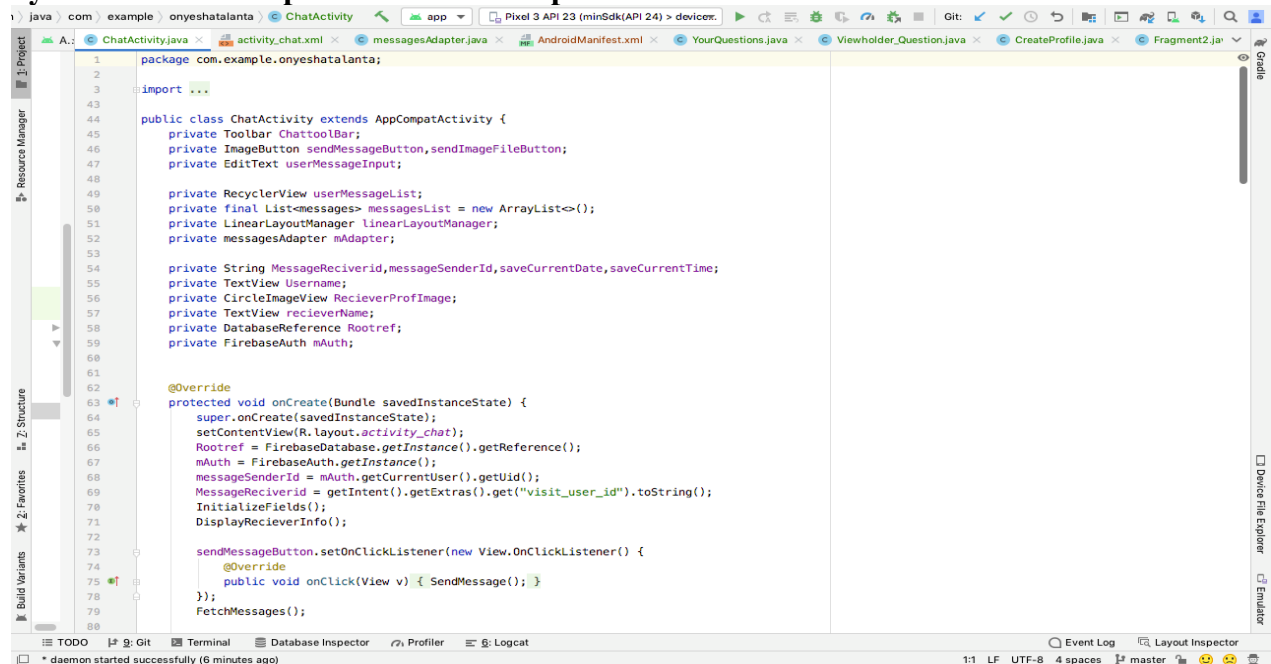 java com example onyeshatalanta ChatActivity app Pixel 3 API 23 (minSdk(API 24) > device... Git:
A.: ChatActivity.java activity_chat.xml messagesAdapter.java AndroidManifest.xml YourQuestions.java Viewholder_Question.java CreateProfile.java Fragment2.jav
1: Project
Resource Manager
Z: Structure
2: Favorites
Build Variants
1 package com.example.onyeshatalanta;
2
3 import ...
43
44 public class ChatActivity extends AppCompatActivity {
45 private Toolbar ChattoolBar;
46 private ImageButton sendMessageButton,sendImageFileButton;
47 private EditText userMessageInput;
48
49 private RecyclerView userMessageList;
50 private final List<messages> messagesList = new ArrayList<>();
51 private LinearLayoutManager linearLayoutManager;
52 private messagesAdapter mAdapter;
53
54 private String MessageReciverid,messageSenderId,saveCurrentDate,saveCurrentTime;
55 private TextView Username;
56 private CircleImageView RecieverProfImage;
57 private TextView recieverName;
58 private DatabaseReference Rootref;
59 private FirebaseAuth mAuth;
60
61
62 @Override
63 protected void onCreate(Bundle savedInstanceState) {
64 super.onCreate(savedInstanceState);
65 setContentView(R.layout.activity_chat);
66 Rootref = FirebaseDatabase.getInstance().getReference();
67 mAuth = FirebaseAuth.getInstance();
68 messageSenderId = mAuth.getCurrentUser().getUid();
69 MessageReciverid = getIntent().getExtras().get("visit_user_id").toString();
70 InitializeFields();
71 DisplayRecieverInfo();
72
73 sendMessageButton.setOnClickListener(new View.OnClickListener() {
74 @Override
75 public void onClick(View v) { SendMessage(); }
78 });
79 FetchMessages();
80
Gradle
Device File Explorer
Emulator
TODO 9: Git Terminal Database Inspector Profiler 6: Logcat Event Log Layout Inspector
* daemon started successfully (6 minutes ago) 1:1 LF UTF-8 4 spaces master